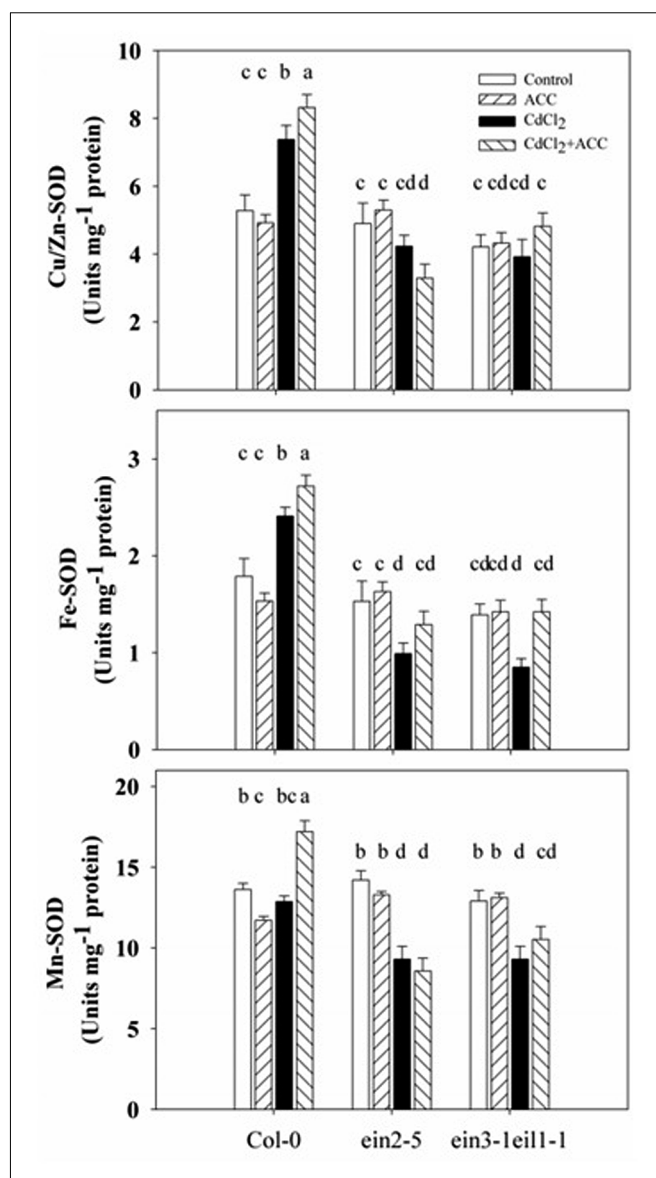 10
8
6
4
2
0
Cu/Zn-SOD
(Units mg⁻¹ protein)
c c b a
c c cd d
c cd cd c
Control
ACC
CdCl₂
CdCl₂+ACC
3
2
1
0
Fe-SOD
(Units mg⁻¹ protein)
c c b a
c c d cd
cd cd d cd
20
15
10
5
0
Mn-SOD
(Units mg⁻¹ protein)
b c bc a
b b d d
b b d cd
Col-0 ein2-5 ein3-1eil1-1